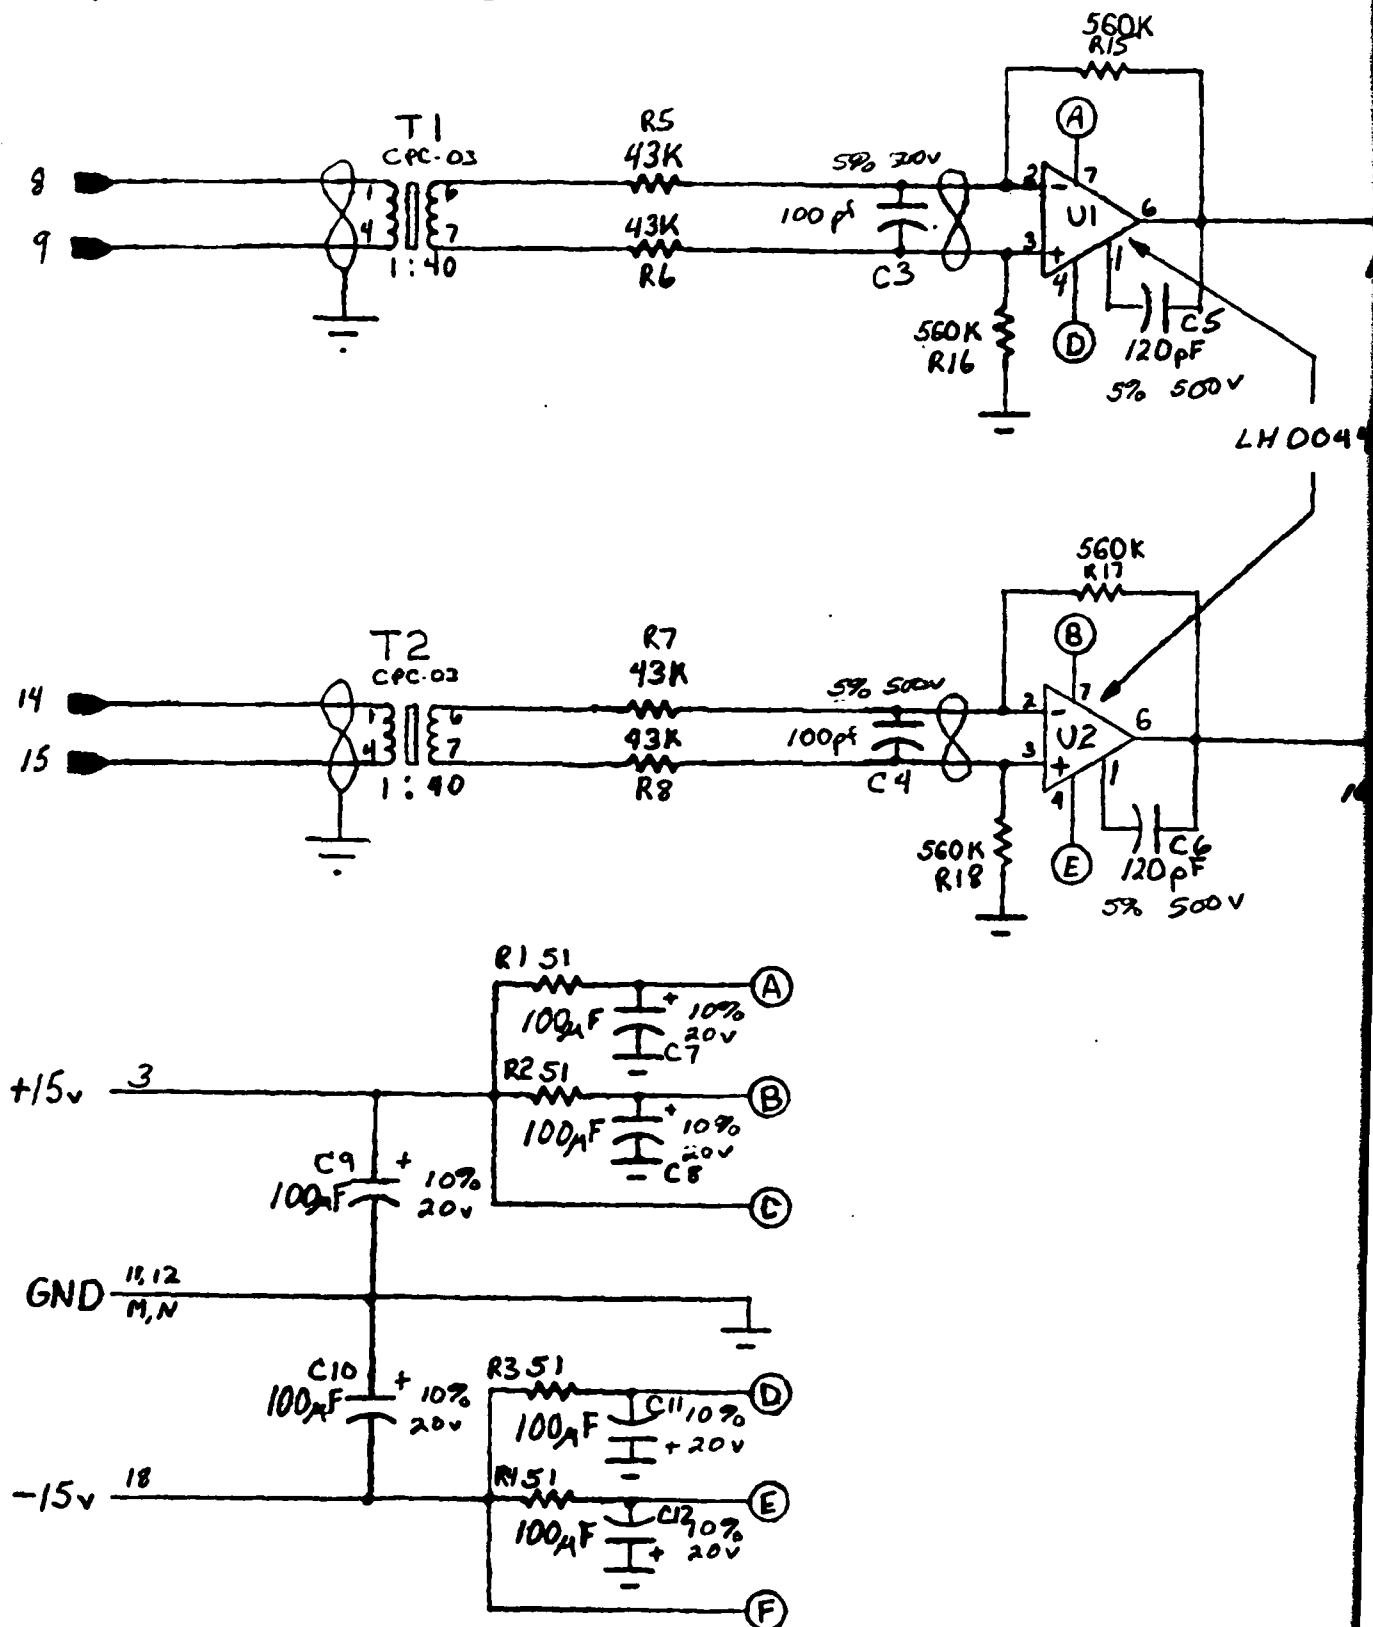 560K
R15
A
T1
CPC-03
R5
43K
5% 300v
8
1
6
2
-
7
100pf
U1
6
9
4
7
43K
3
+
1
1:40
R6
C3
4
C5
560K
R16
D
120pF
5% 500v
LH004
560K
R17
B
T2
CPC-03
R7
43K
5% 500v
14
1
6
2
-
7
6
43K
100pf
U2
15
4
7
3
+
1
1:40
R8
C4
4
C6
560K
R18
E
120pF
5% 500v
R1 51
A
100µF
+ 10%
20v
C7
R2 51
+15v 3
B
100µF
+ 10%
20v
C8
C9 + 10%
100µF 20v
C
GND 11,12
M,N
C10 + 10%
100µF 20v
R3 51
D
C11 10%
100µF
+ 20v
-15v 18
R4 51
E
C12 10%
100µF
+ 20v
F